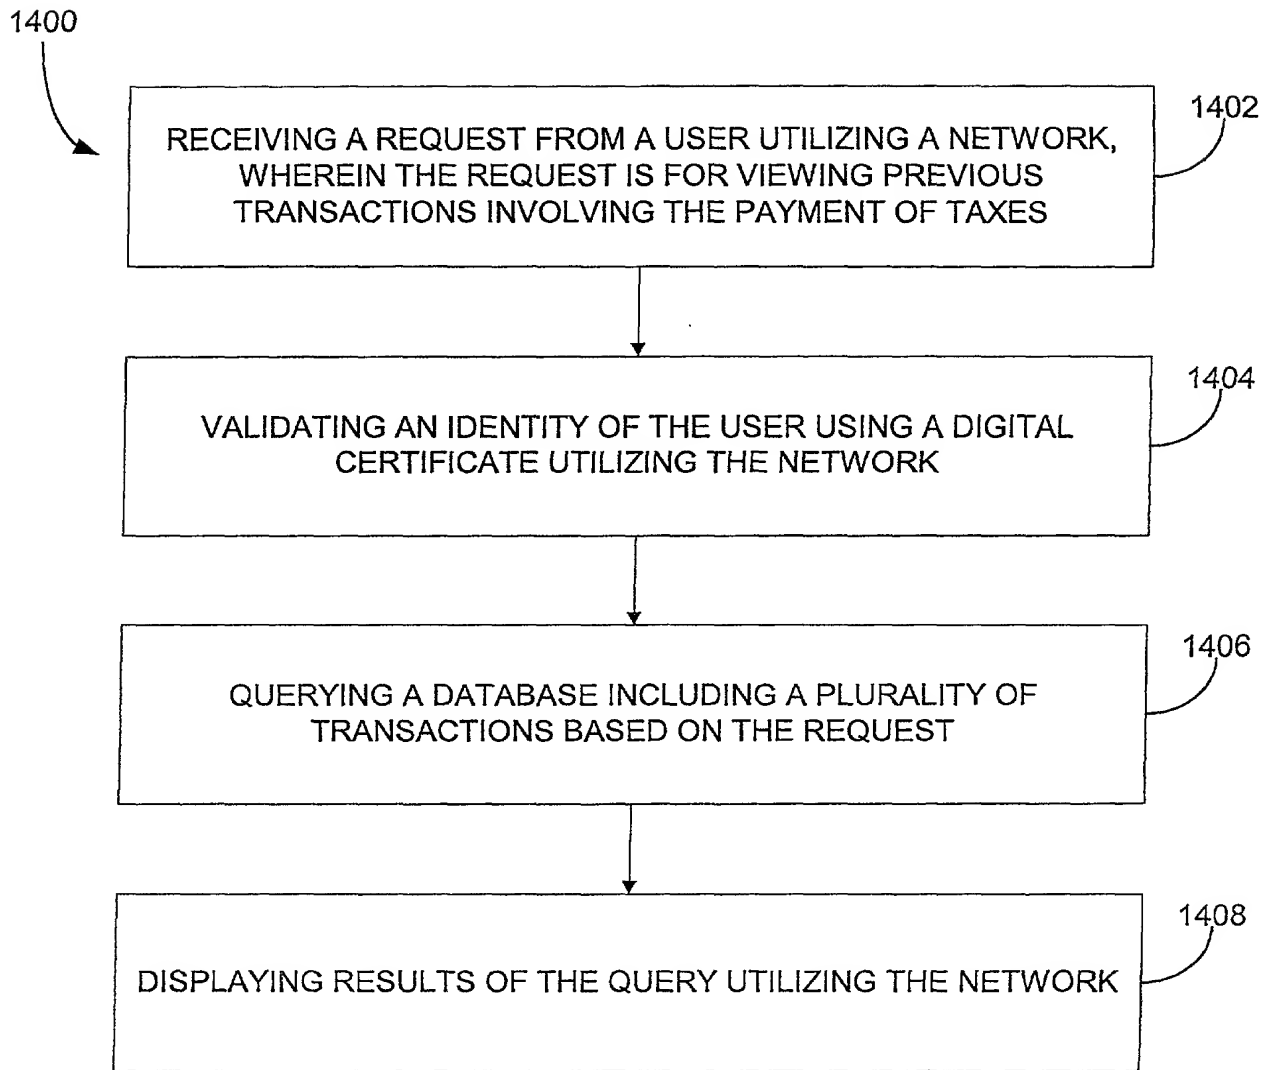 1400
1402
RECEIVING A REQUEST FROM A USER UTILIZING A NETWORK,
WHEREIN THE REQUEST IS FOR VIEWING PREVIOUS
TRANSACTIONS INVOLVING THE PAYMENT OF TAXES
1404
VALIDATING AN IDENTITY OF THE USER USING A DIGITAL
CERTIFICATE UTILIZING THE NETWORK
1406
QUERYING A DATABASE INCLUDING A PLURALITY OF
TRANSACTIONS BASED ON THE REQUEST
1408
DISPLAYING RESULTS OF THE QUERY UTILIZING THE NETWORK